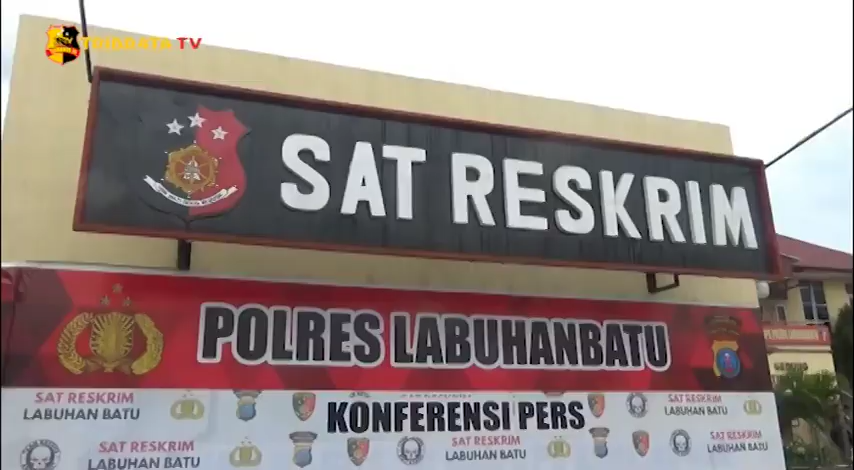 TRIBRATA TV
SAT RESKRIM
POLRES LABUHANBATU
SAT RESKRIM
LABUHAN BATU
KONFERENSI PERS
SAT RESKRIM
LABUHAN BATU
SAT RESKRIM
LABUHAN BATU
SAT RESKRIM
LABUHAN BATU
SAT RESKRIM
LABUHAN BATU